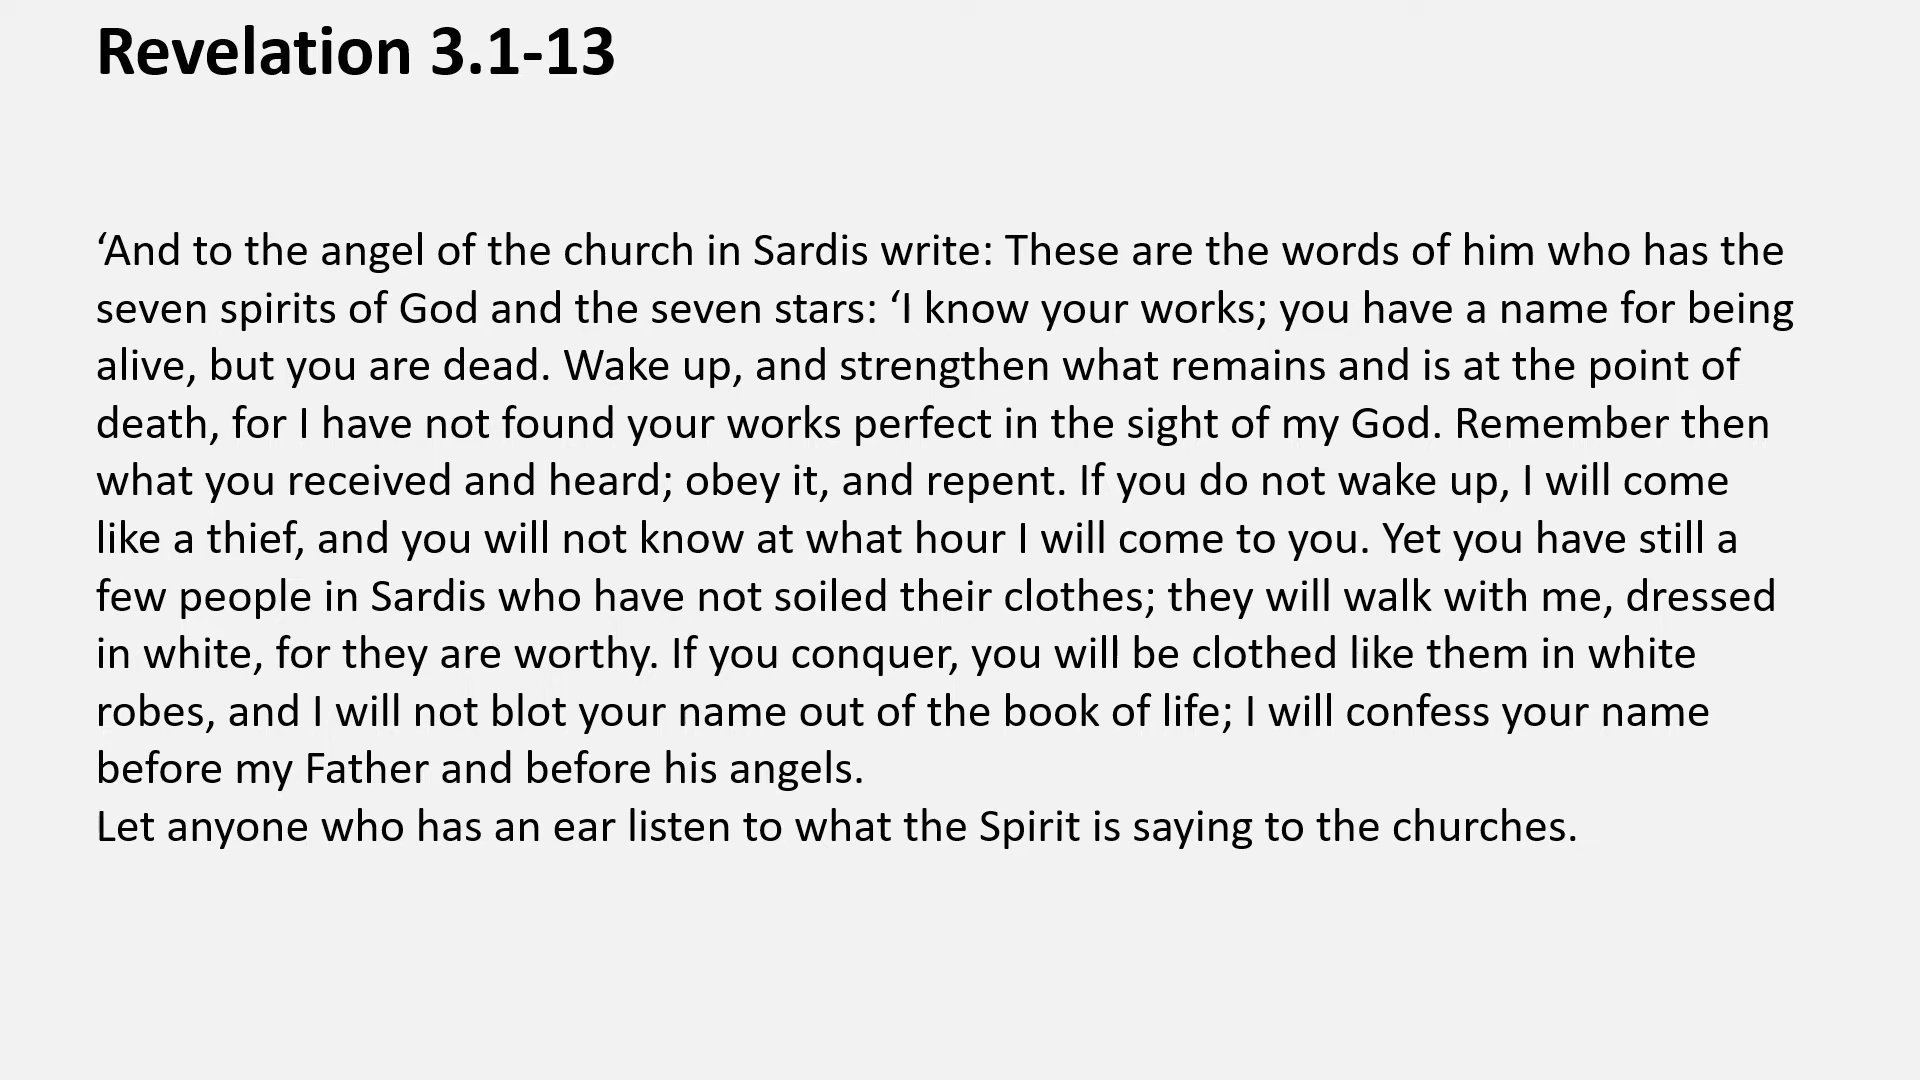 Revelation 3.1-13
‘And to the angel of the church in Sardis write: These are the words of him who has the
seven spirits of God and the seven stars: ‘I know your works; you have a name for being
alive, but you are dead. Wake up, and strengthen what remains and is at the point of
death, for I have not found your works perfect in the sight of my God. Remember then
what you received and heard; obey it, and repent. If you do not wake up, I will come
like a thief, and you will not know at what hour I will come to you. Yet you have still a
few people in Sardis who have not soiled their clothes; they will walk with me, dressed
in white, for they are worthy. If you conquer, you will be clothed like them in white
robes, and I will not blot your name out of the book of life; I will confess your name
before my Father and before his angels.
Let anyone who has an ear listen to what the Spirit is saying to the churches.